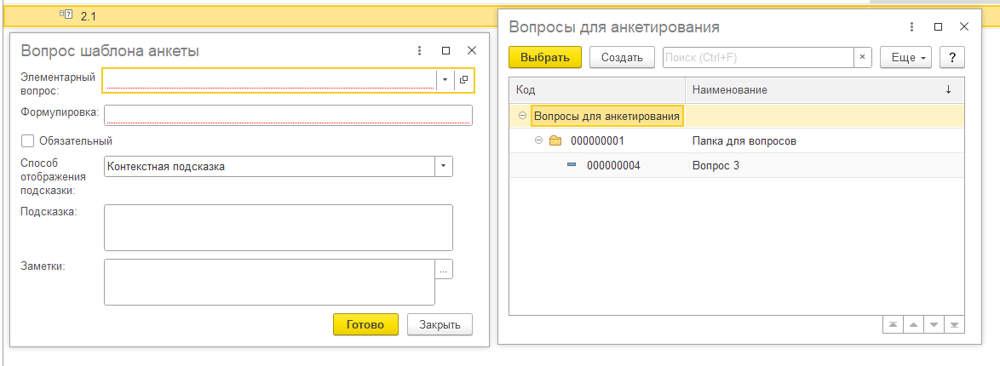 2.1
Вопрос шаблона анкеты
Элементарный
вопрос:
Формулировка:
Обязательный
Способ
отображения
подсказки:
Контекстная подсказка
Подсказка:
Заметки:
...
Готово Закрыть
Вопросы для анкетирования
Выбрать Создать Поиск (Ctrl+F) × Еще ?
Код Наименование ↓
Вопросы для анкетирования
000000001 Папка для вопросов
000000004 Вопрос 3